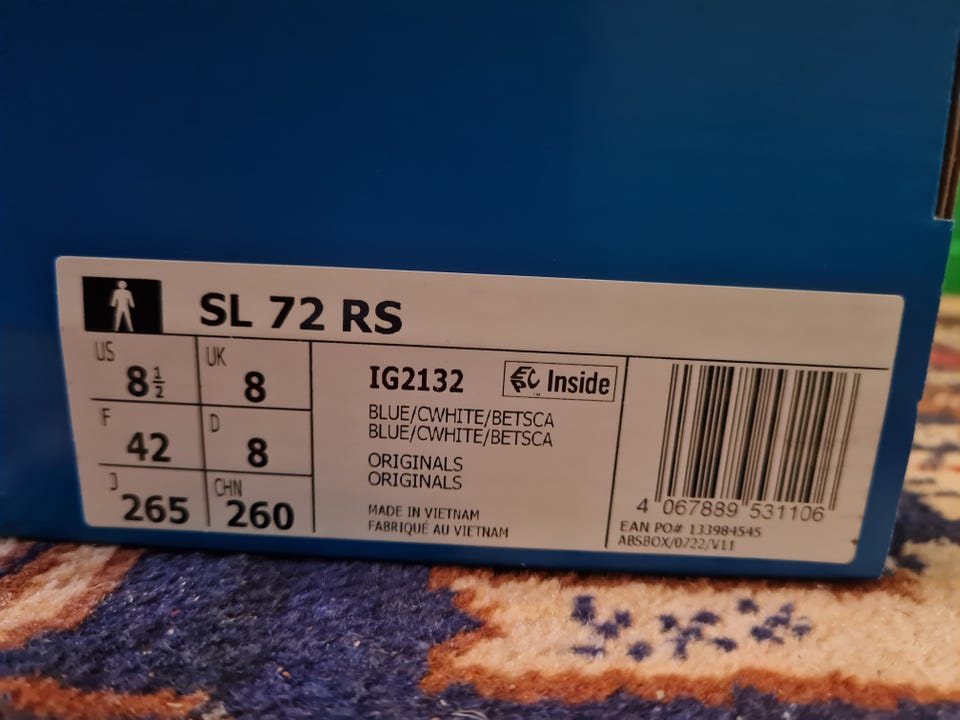 SL 72 RS
US 8½ UK 8
F 42 D 8
J 265 CHN 260
IG2132 EPC Inside
BLUE/CWHITE/BETSCA
BLUE/CWHITE/BETSCA
ORIGINALS
ORIGINALS
MADE IN VIETNAM
FABRIQUÉ AU VIETNAM
4 067889 531106
EAN PO# 133984545
ABSBOX/0722/V11